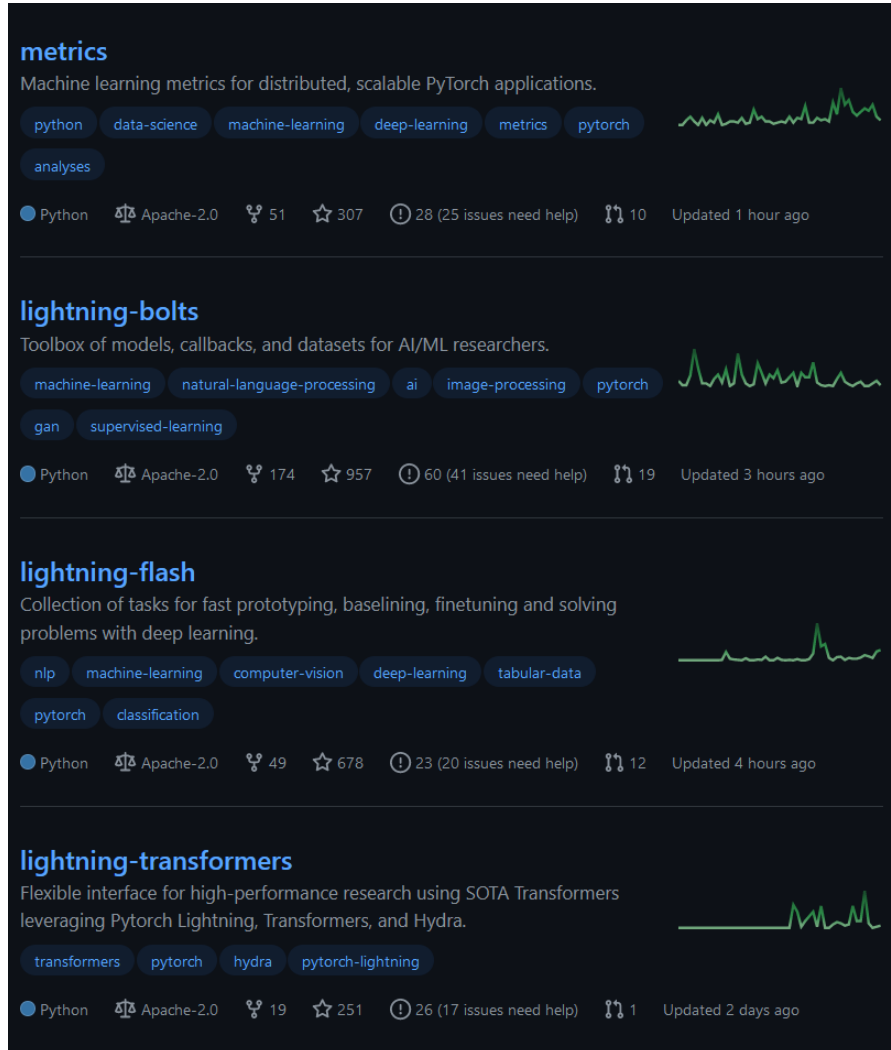 metrics
Machine learning metrics for distributed, scalable PyTorch applications.
python data-science machine-learning deep-learning metrics pytorch
analyses
Python Apache-2.0 51 307 28 (25 issues need help) 10 Updated 1 hour ago
lightning-bolts
Toolbox of models, callbacks, and datasets for AI/ML researchers.
machine-learning natural-language-processing ai image-processing pytorch
gan supervised-learning
Python Apache-2.0 174 957 60 (41 issues need help) 19 Updated 3 hours ago
lightning-flash
Collection of tasks for fast prototyping, baselining, finetuning and solving
problems with deep learning.
nlp machine-learning computer-vision deep-learning tabular-data
pytorch classification
Python Apache-2.0 49 678 23 (20 issues need help) 12 Updated 4 hours ago
lightning-transformers
Flexible interface for high-performance research using SOTA Transformers
leveraging Pytorch Lightning, Transformers, and Hydra.
transformers pytorch hydra pytorch-lightning
Python Apache-2.0 19 251 26 (17 issues need help) 1 Updated 2 days ago